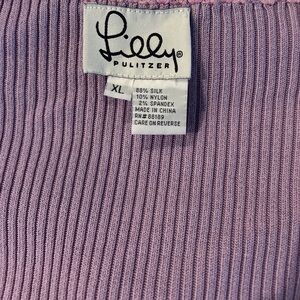 Lilly®
PULITZER
XL
88% SILK
10% NYLON
2% SPANDEX
MADE IN CHINA
RN# 88189
CARE ON REVERSE